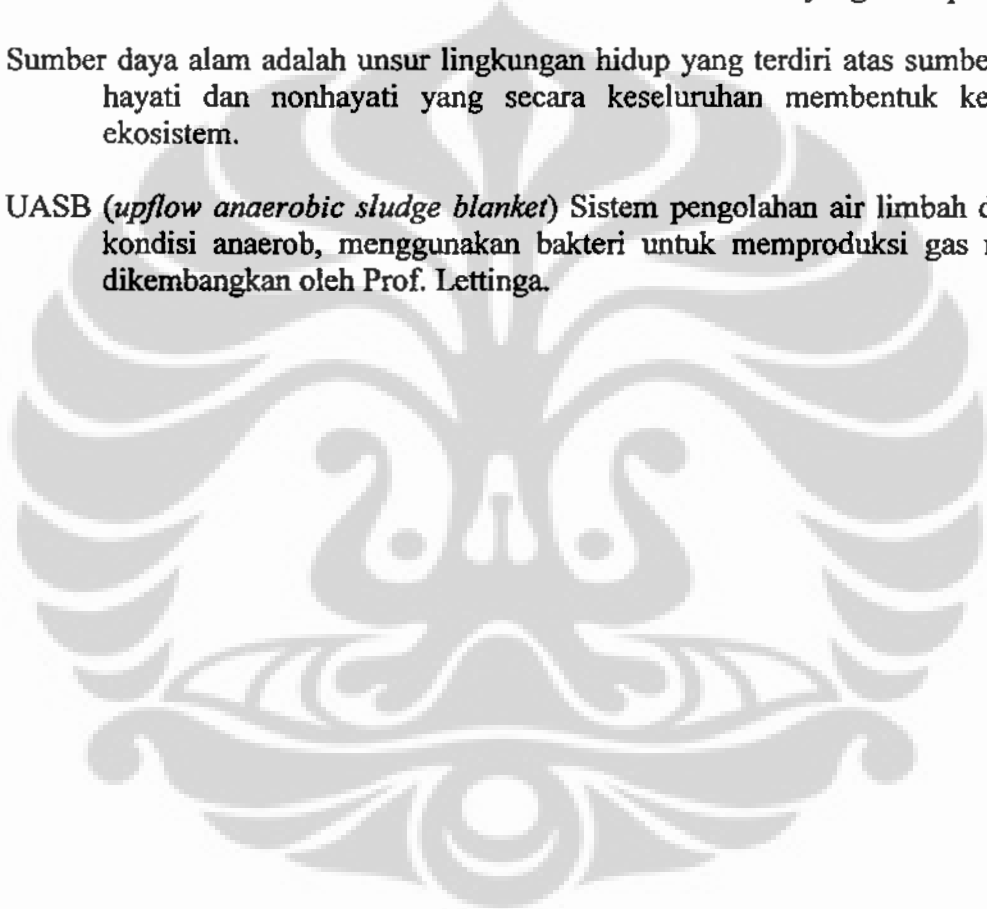 Sumber daya alam adalah unsur lingkungan hidup yang terdiri atas sumbe
hayati dan nonhayati yang secara keseluruhan membentuk ke
ekosistem.
UASB (upflow anaerobic sludge blanket) Sistem pengolahan air limbah d
kondisi anaerob, menggunakan bakteri untuk memproduksi gas
dikembangkan oleh Prof. Lettinga.